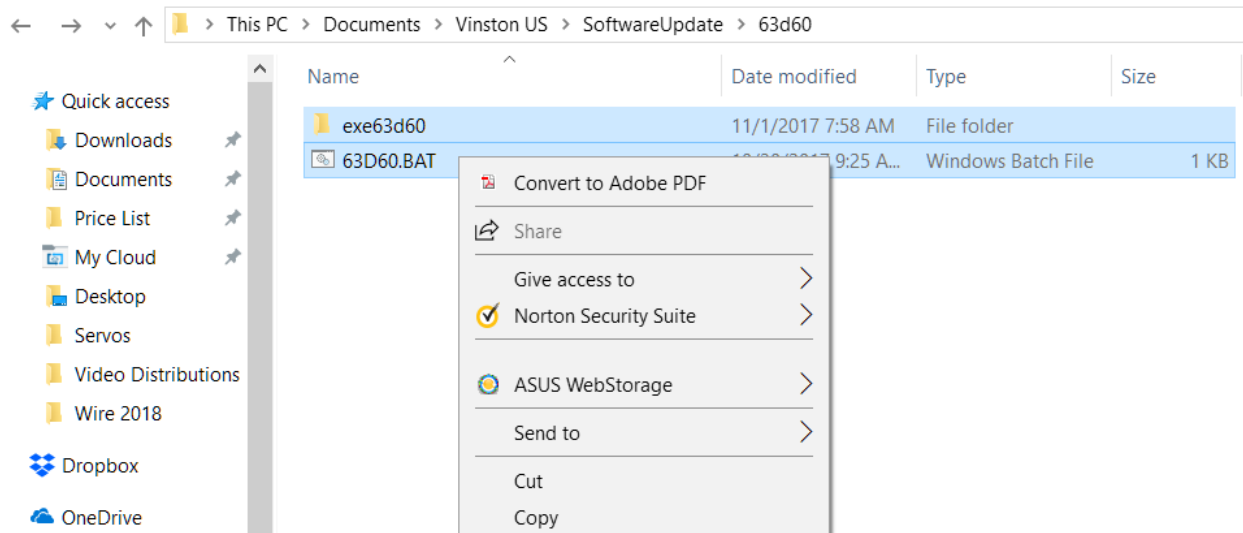 This PC > Documents > Vinston US > SoftwareUpdate > 63d60
Name Date modified Type Size
Quick access
Downloads
Documents
Price List
My Cloud
Desktop
Servos
Video Distributions
Wire 2018
Dropbox
OneDrive
exe63d60 11/1/2017 7:58 AM File folder
63D60.BAT 9:25 A... Windows Batch File 1 KB
Convert to Adobe PDF
Share
Give access to
Norton Security Suite
ASUS WebStorage
Send to
Cut
Copy